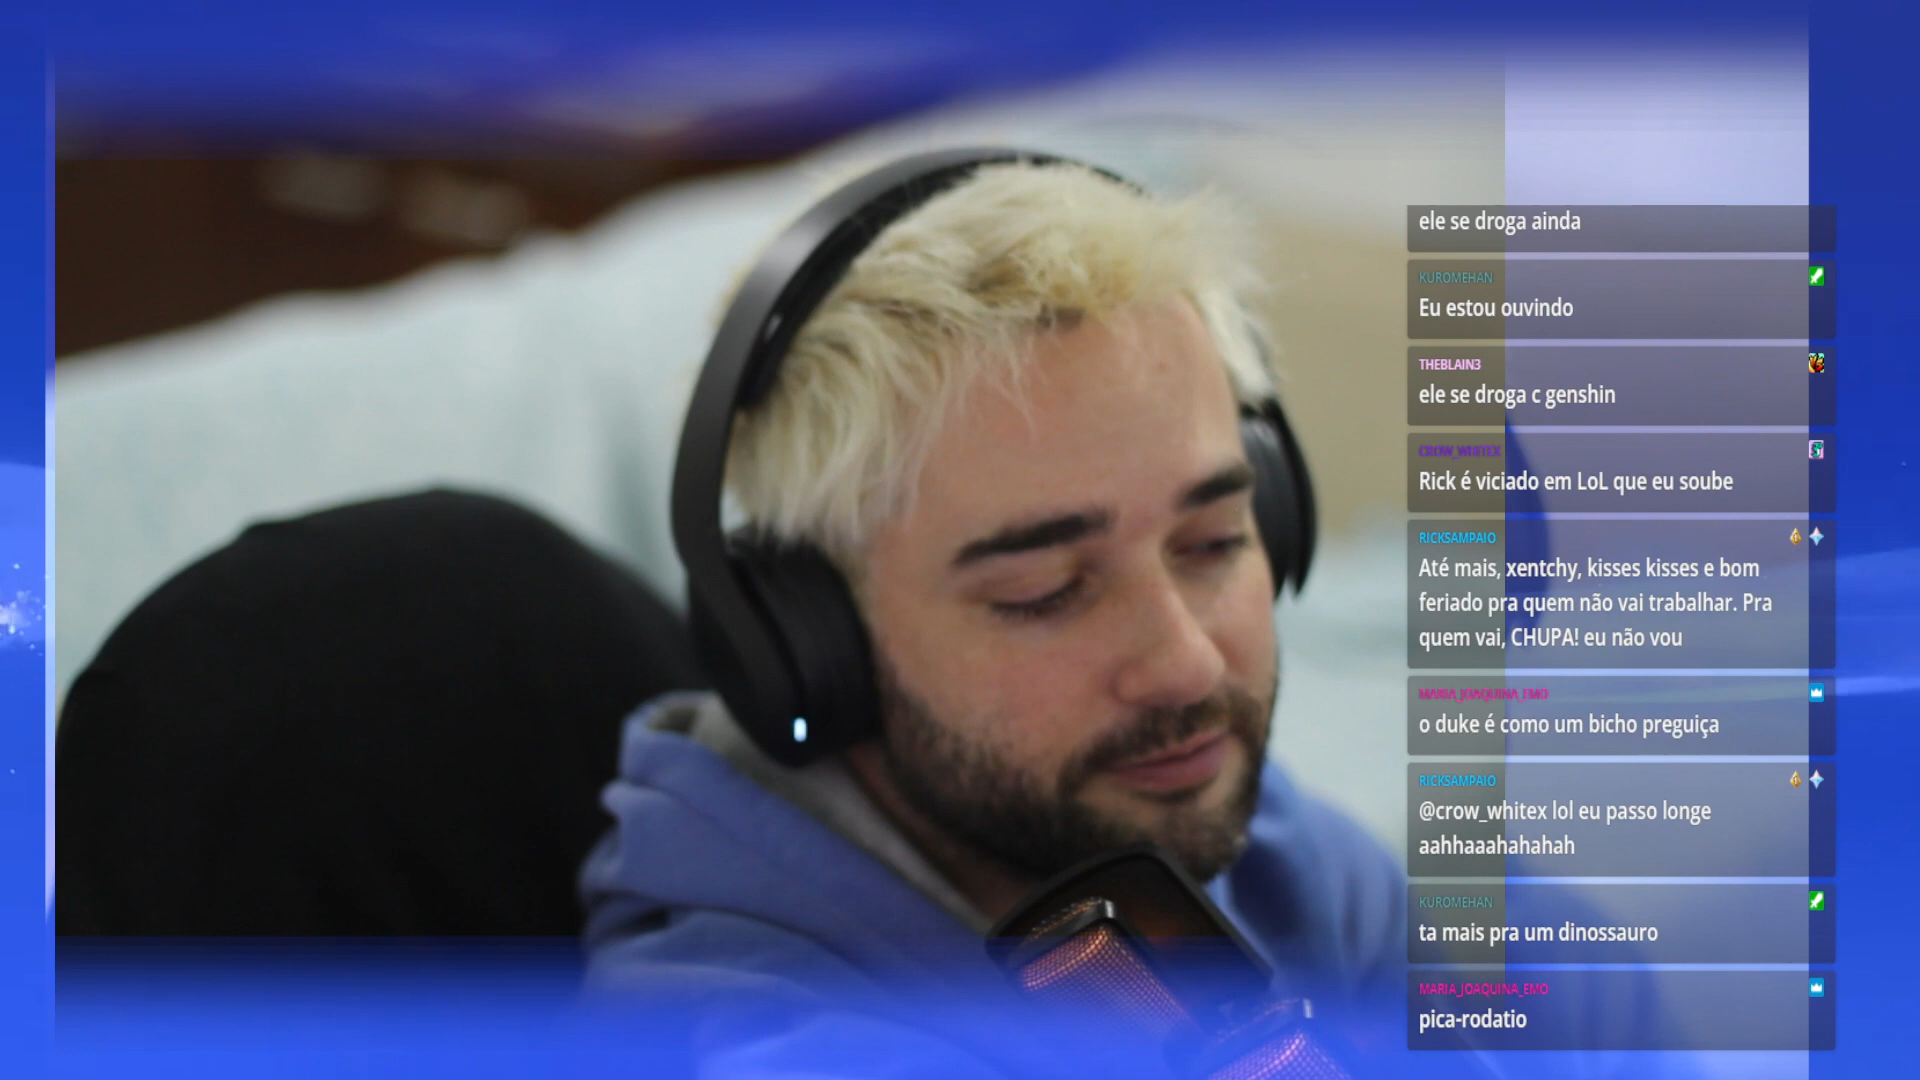 ele se droga ainda
KUROMEHAN
Eu estou ouvindo
THEBLAIN3
ele se droga c genshin
CROW_WHITEX
Rick é viciado em LoL que eu soube
RICKSAMPAIO
Até mais, xentchy, kisses kisses e bom
feriado pra quem não vai trabalhar. Pra
quem vai, CHUPA! eu não vou
MARIA_JOAQUINA_EMO
o duke é como um bicho preguiça
RICKSAMPAIO
@crow_whitex lol eu passo longe
aahhaaahahahah
KUROMEHAN
ta mais pra um dinossauro
MARIA_JOAQUINA_EMO
pica-rodatio